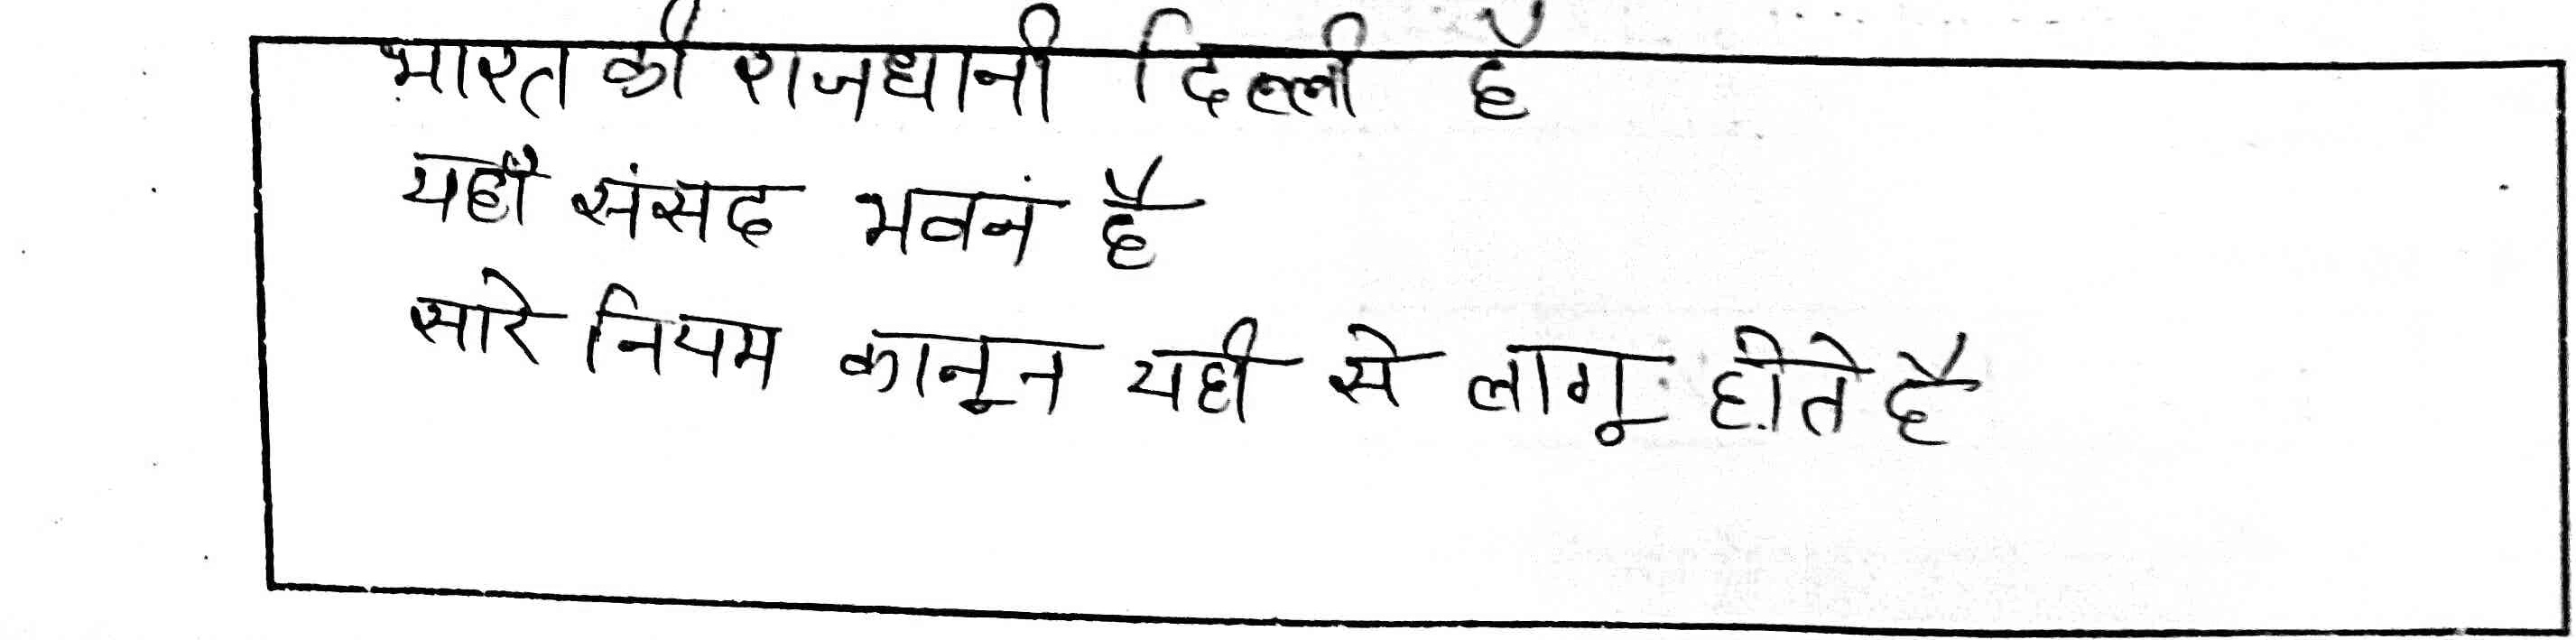 भारत की राजधानी दिल्ली है
यहाँ संसद भवन है
सारे नियम कानून यही से लागू होते है